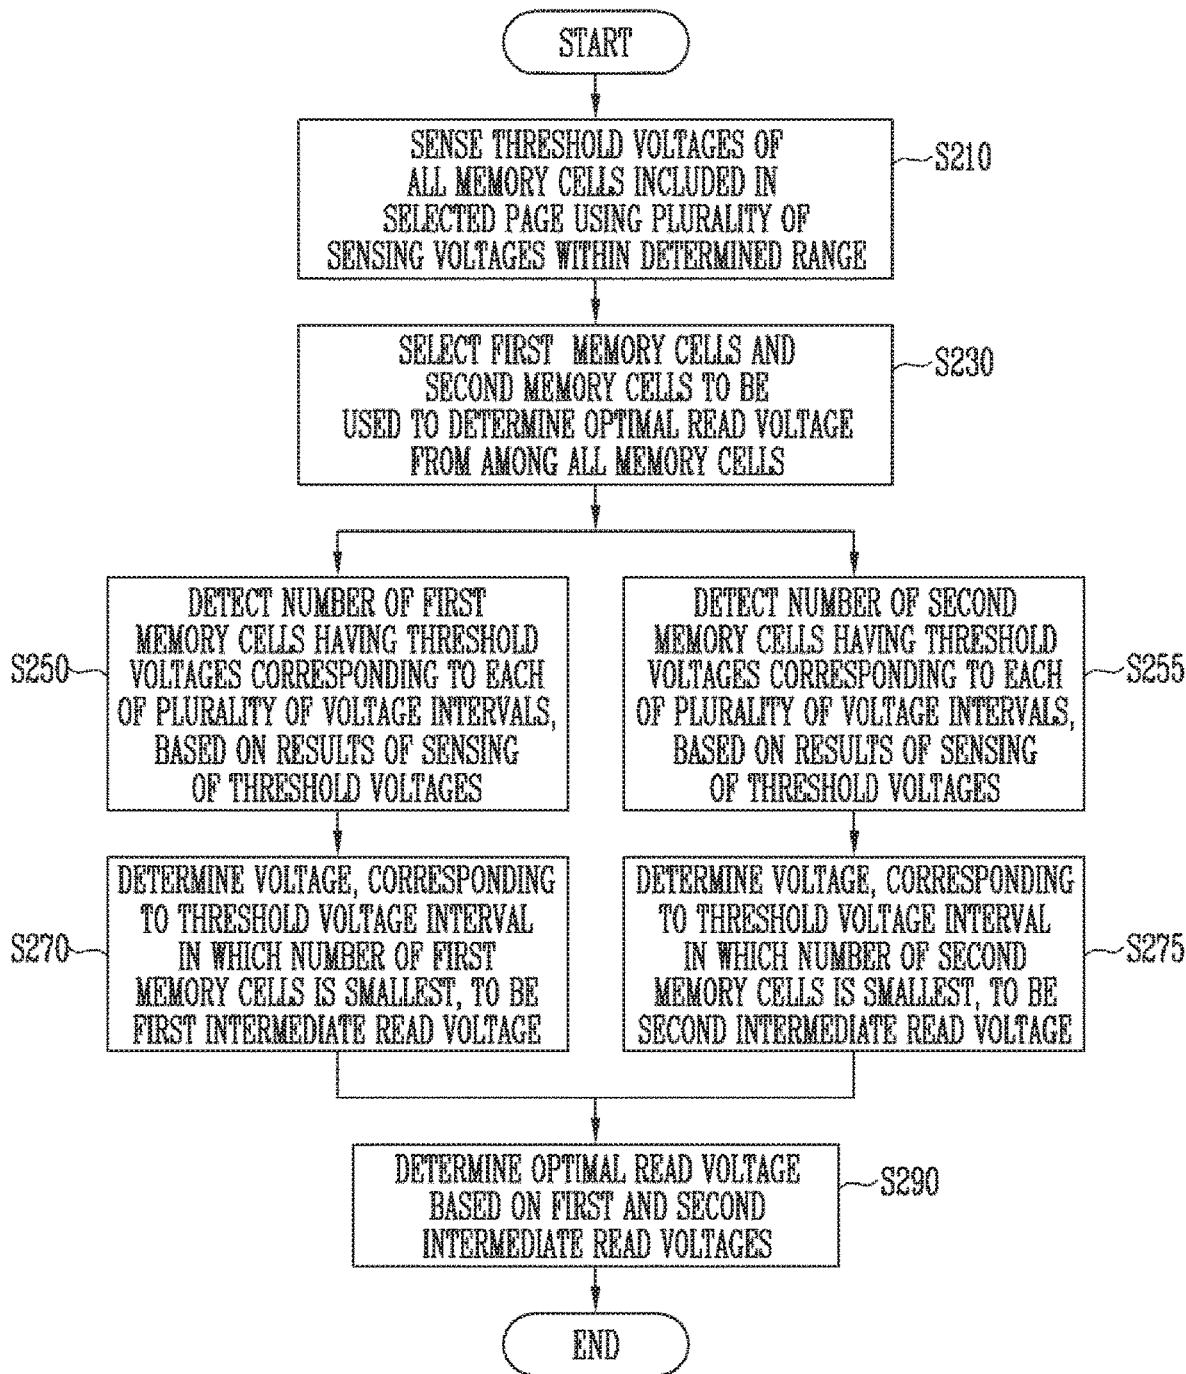 START
SENSE THRESHOLD VOLTAGES OF
ALL MEMORY CELLS INCLUDED IN
SELECTED PAGE USING PLURALITY OF
SENSING VOLTAGES WITHIN DETERMINED RANGE
S210
SELECT FIRST MEMORY CELLS AND
SECOND MEMORY CELLS TO BE
USED TO DETERMINE OPTIMAL READ VOLTAGE
FROM AMONG ALL MEMORY CELLS
S230
S250
DETECT NUMBER OF FIRST
MEMORY CELLS HAVING THRESHOLD
VOLTAGES CORRESPONDING TO EACH
OF PLURALITY OF VOLTAGE INTERVALS,
BASED ON RESULTS OF SENSING
OF THRESHOLD VOLTAGES
DETECT NUMBER OF SECOND
MEMORY CELLS HAVING THRESHOLD
VOLTAGES CORRESPONDING TO EACH
OF PLURALITY OF VOLTAGE INTERVALS,
BASED ON RESULTS OF SENSING
OF THRESHOLD VOLTAGES
S255
S270
DETERMINE VOLTAGE, CORRESPONDING
TO THRESHOLD VOLTAGE INTERVAL
IN WHICH NUMBER OF FIRST
MEMORY CELLS IS SMALLEST, TO BE
FIRST INTERMEDIATE READ VOLTAGE
DETERMINE VOLTAGE, CORRESPONDING
TO THRESHOLD VOLTAGE INTERVAL
IN WHICH NUMBER OF SECOND
MEMORY CELLS IS SMALLEST, TO BE
SECOND INTERMEDIATE READ VOLTAGE
S275
DETERMINE OPTIMAL READ VOLTAGE
BASED ON FIRST AND SECOND
INTERMEDIATE READ VOLTAGES
S290
END